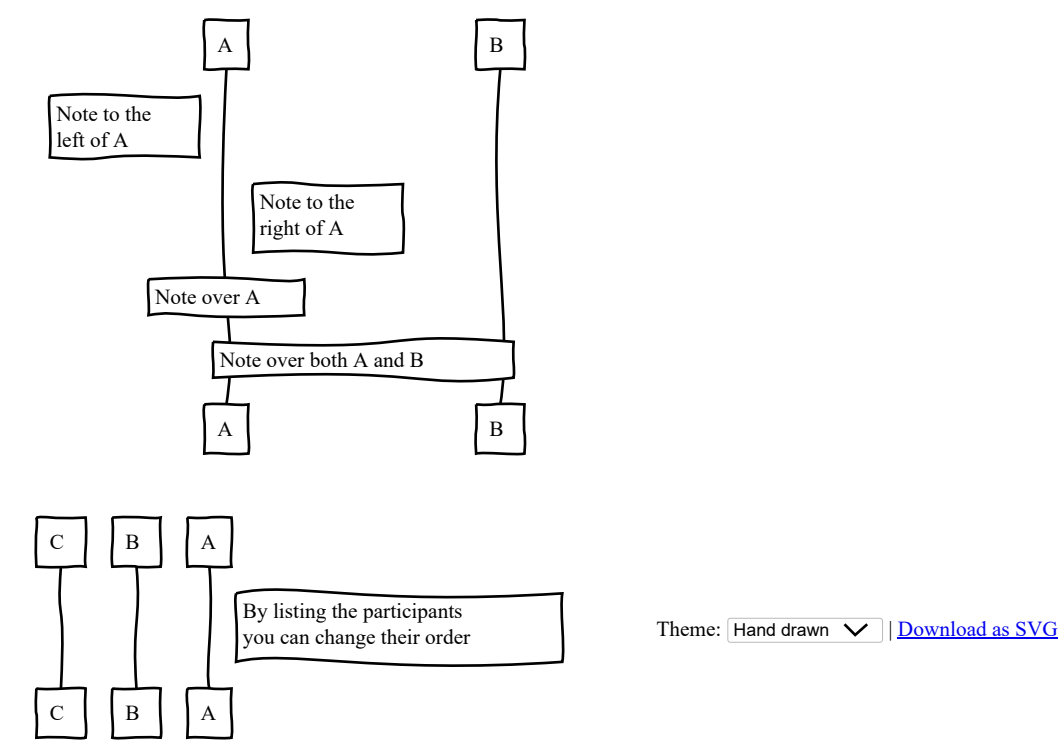 A
B
Note to the
left of A
Note to the
right of A
Note over A
Note over both A and B
A
B
C
B
A
By listing the participants
you can change their order
Theme: Hand drawn | Download as SVG
C
B
A